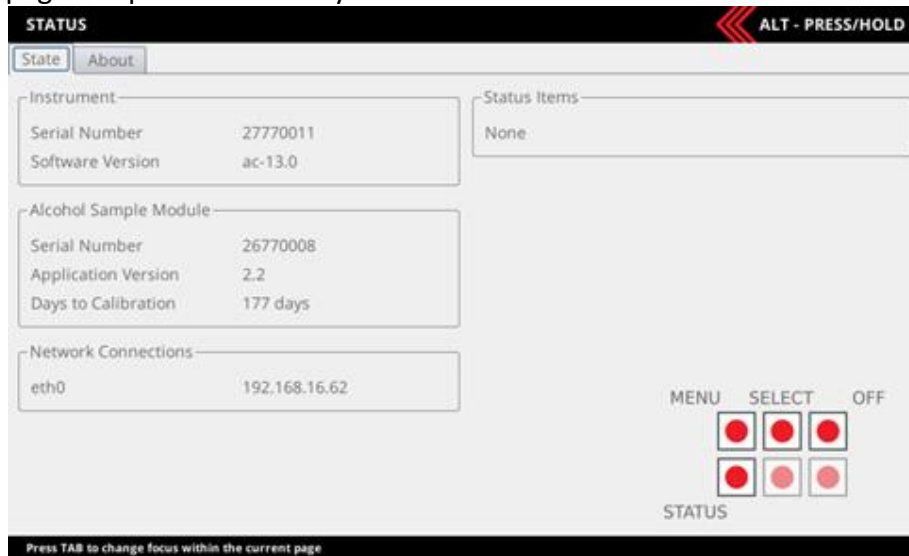 STATUS
ALT - PRESS/HOLD
State About
Instrument
Serial Number 27770011
Software Version ac-13.0
Alcohol Sample Module
Serial Number 26770008
Application Version 2.2
Days to Calibration 177 days
Network Connections
eth0 192.168.16.62
Status Items
None
MENU SELECT OFF
STATUS
Press TAB to change focus within the current page